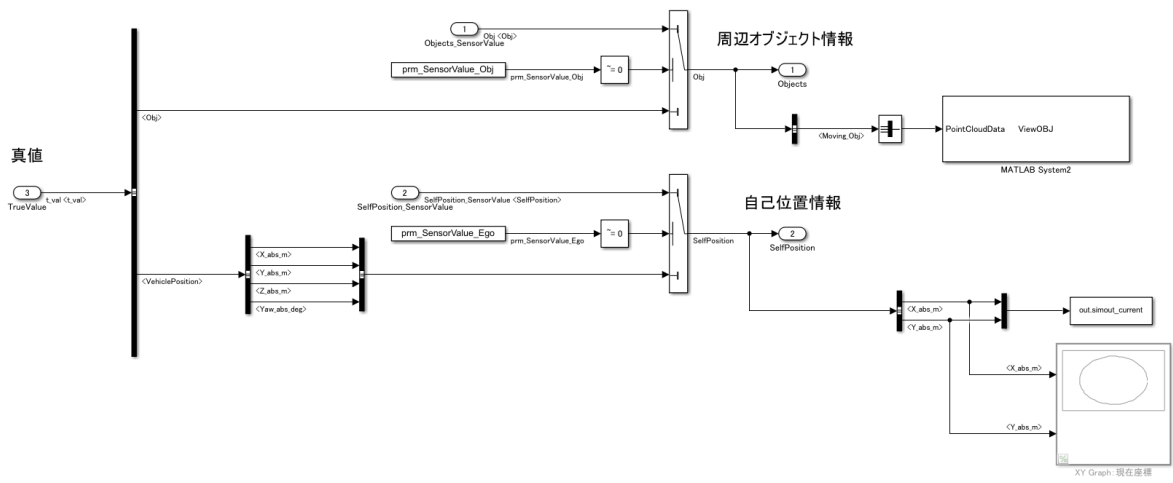 1
Obj <Obj>
Objects_SensorValue
周辺オブジェクト情報
prm_SensorValue_Obj
prm_SensorValue_Obj
~= 0
Obj
1
Objects
<Obj>
<Moving_Obj>
PointCloudData
ViewOBJ
MATLAB System2
真値
3
t_val <t_val>
TrueValue
2
SelfPosition_SensorValue <SelfPosition>
SelfPosition_SensorValue
自己位置情報
prm_SensorValue_Ego
prm_SensorValue_Ego
~= 0
SelfPosition
2
SelfPosition
<VehiclePosition>
<X_abs_m>
<Y_abs_m>
<Z_abs_m>
<Yaw_abs_deg>
<X_abs_m>
<Y_abs_m>
out.simout_current
<X_abs_m>
<Y_abs_m>
XY Graph：現在座標